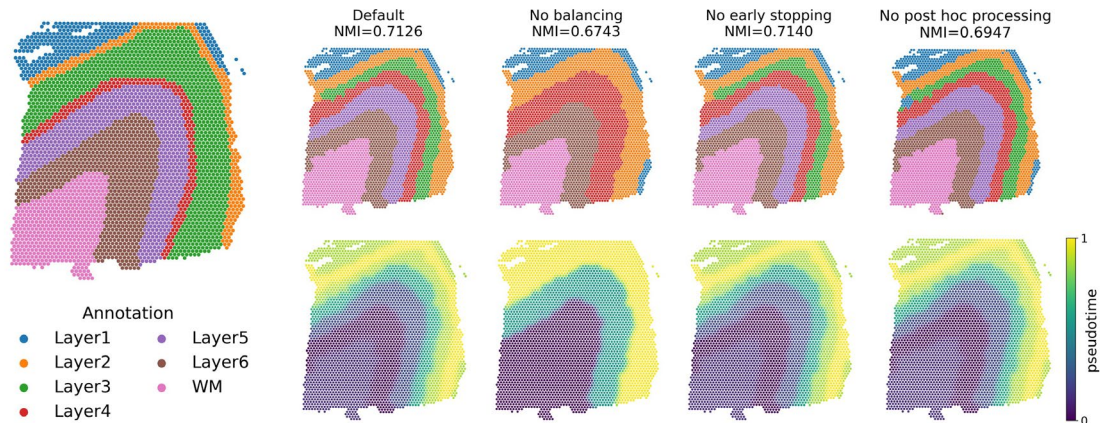 Default
NMI=0.7126
No balancing
NMI=0.6743
No early stopping
NMI=0.7140
No post hoc processing
NMI=0.6947
Annotation
Layer1
Layer2
Layer3
Layer4
Layer5
Layer6
WM
1
pseudotime
0